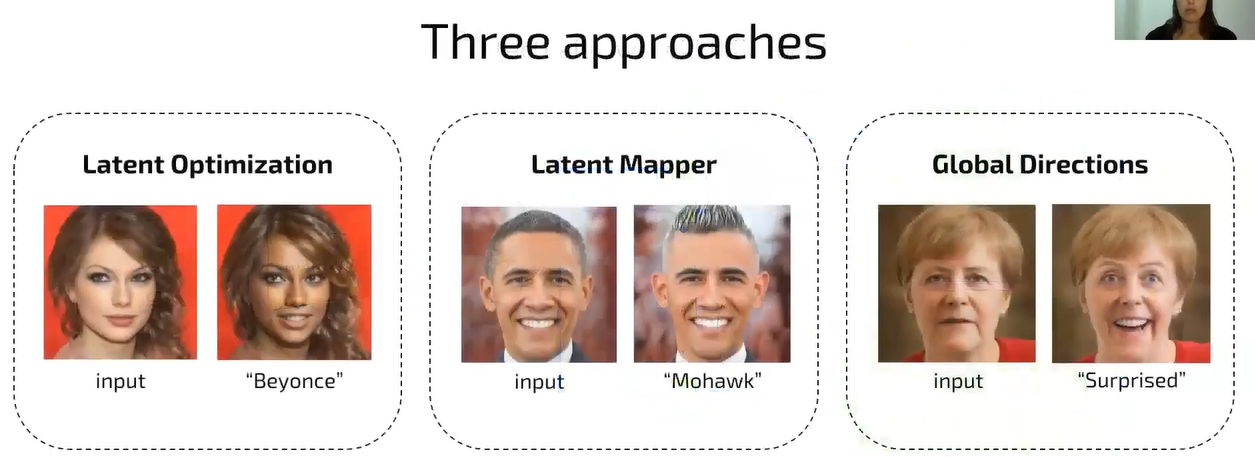 Three approaches
Latent Optimization
input
“Beyonce”
Latent Mapper
input
“Mohawk”
Global Directions
input
“Surprised”